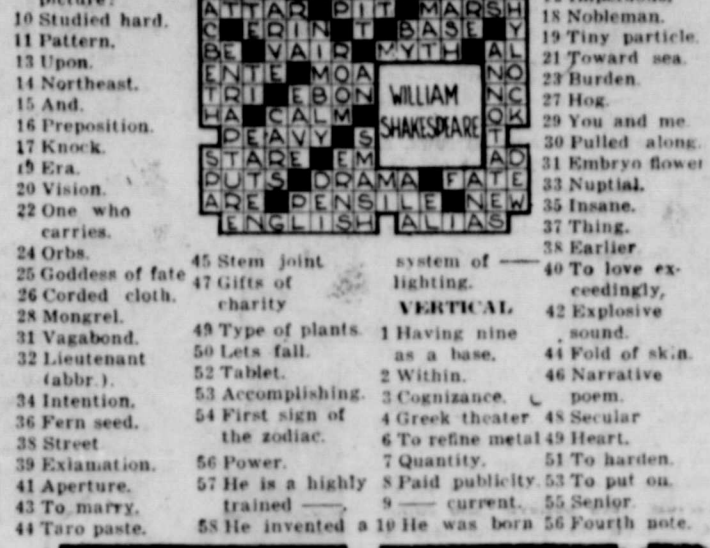 10 Studied hard.
11 Pattern.
13 Upon.
14 Northeast.
15 And.
16 Preposition.
17 Knock.
19 Era.
20 Vision.
22 One who
carries.
24 Orbs.
25 Goddess of fate
26 Corded cloth.
28 Mongrel.
31 Vagabond.
32 Lieutenant
(abbr.).
34 Intention.
36 Fern seed.
38 Street
39 Exlamation.
41 Aperture.
43 To marry.
44 Taro paste.
ATTAR PIT MARSH
C ERIN T BASE Y
BE VAIR MYTH AL
ENTE MOA NO
TRI EBON NC
HA CALM OK
PEAVY S T
STARE EM AD
PUTS DRAMA FATE
ARE PENSILE NEW
ENGLISH ALIAS
WILLIAM
SHAKESPEARE
45 Stem joint
47 Gifts of
charity
49 Type of plants.
50 Lets fall.
52 Tablet.
53 Accomplishing.
54 First sign of
the zodiac.
56 Power.
57 He is a highly
trained —.
58 He invented a
system of —
lighting.
VERTICAL
1 Having nine
as a base.
2 Within.
3 Cognizance.
4 Greek theater
6 To refine metal
7 Quantity.
8 Paid publicity.
9 — current.
10 He was born
18 Nobleman.
19 Tiny particle.
21 Toward sea.
23 Burden.
27 Hog.
29 You and me
30 Pulled along.
31 Embryo flower
33 Nuptial.
35 Insane.
37 Thing.
38 Earlier
40 To love ex-
ceedingly,
42 Explosive
sound.
44 Fold of skin.
46 Narrative
poem.
48 Secular
49 Heart.
51 To harden.
53 To put on.
55 Senior.
56 Fourth note.